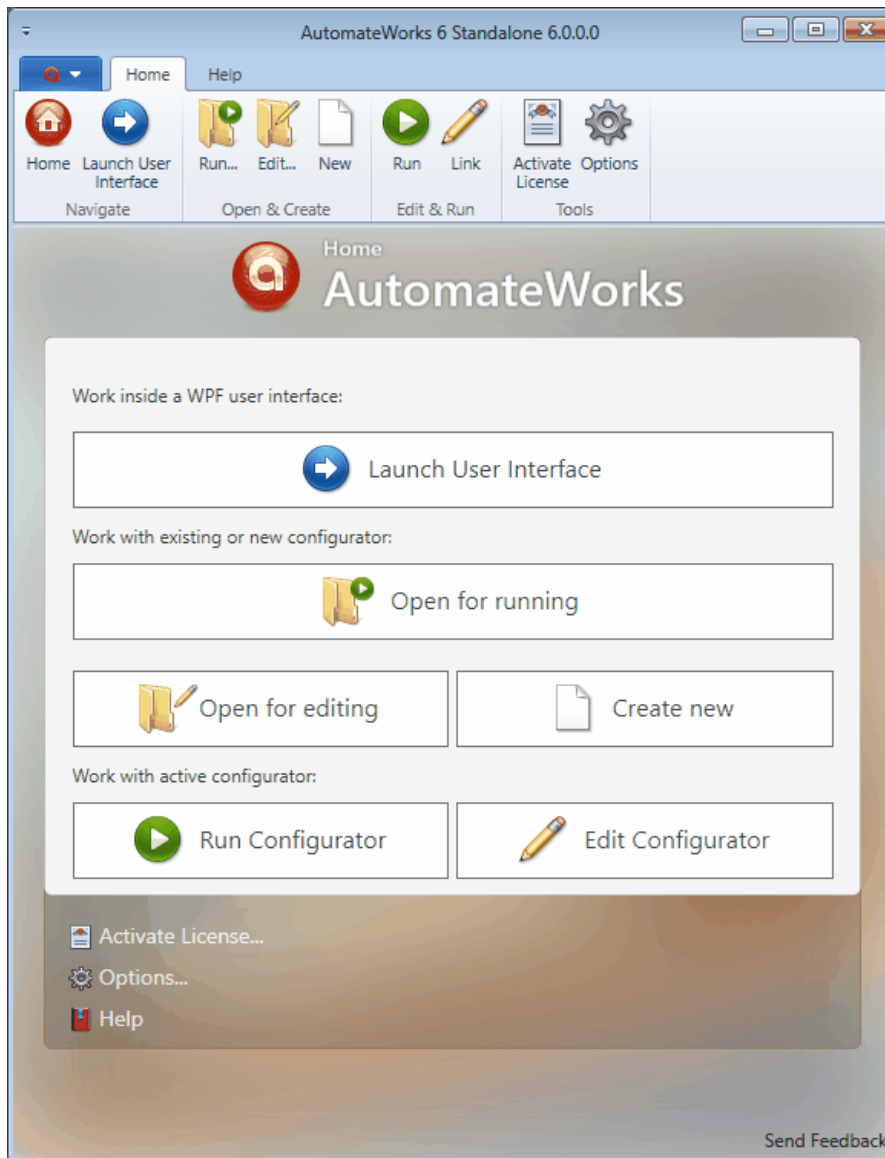 AutomateWorks 6 Standalone 6.0.0.0
Home Help
Home Launch User Interface Run... Edit... New Run Link Activate License Options
Navigate Open & Create Edit & Run Tools
Home
AutomateWorks
Work inside a WPF user interface:
Launch User Interface
Work with existing or new configurator:
Open for running
Open for editing Create new
Work with active configurator:
Run Configurator Edit Configurator
Activate License...
Options...
Help
Send Feedback